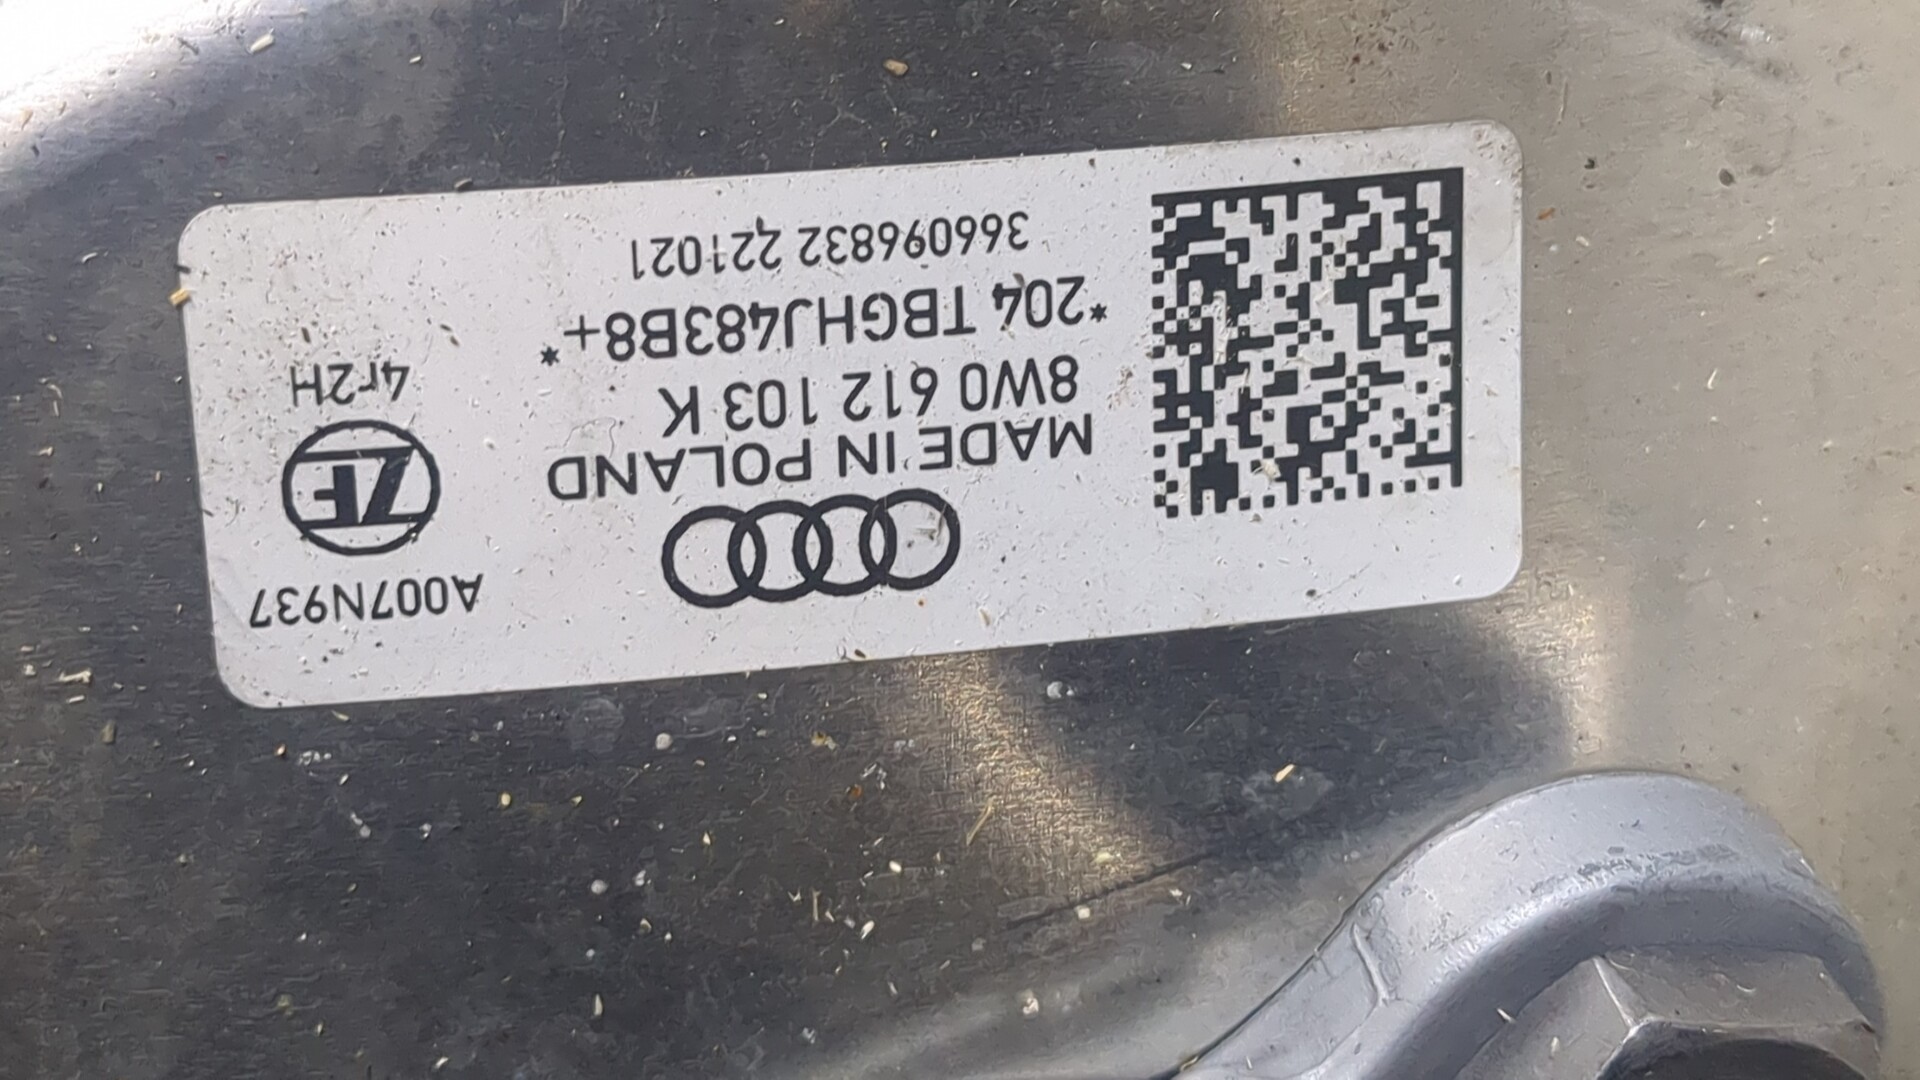 A007N937
ZF
4r2H
MADE IN POLAND
8W0 612 103 K
*204 TBGHJ483B8+*
366096832 221021